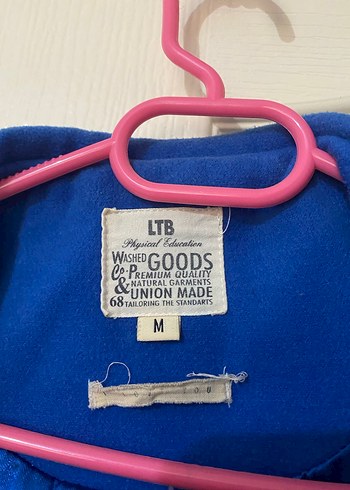 LTB
Physical Education
WASHED GOODS
Co. P PREMIUM QUALITY
& NATURAL GARMENTS
UNION MADE
68 TAILORING THE STANDARTS
M